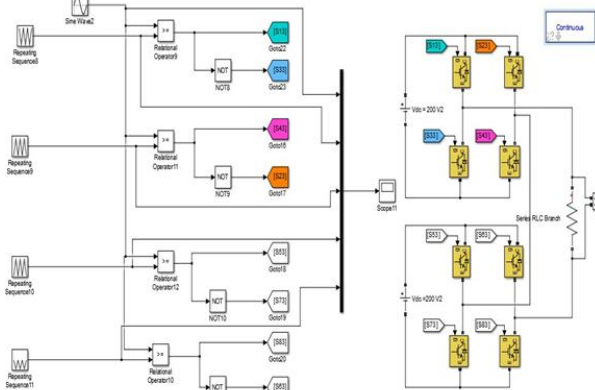 Sine Wave2
Repeating
Sequence8
>=
Relational
Operator9
[S13]
Goto22
NOT
NOT8
[S33]
Goto23
Repeating
Sequence9
>=
Relational
Operator11
[S43]
Goto16
NOT
NOT9
[S23]
Goto17
Repeating
Sequence10
>=
Relational
Operator12
[S53]
Goto18
NOT
NOT10
[S73]
Goto19
Repeating
Sequence11
>=
Relational
Operator10
[S83]
Goto20
NOT
[S63]
Scope11
Continuous
[S13]
[S23]
Vdc = 200 V/2
[S33]
[S43]
Series RLC Branch
[S53]
[S63]
Vdc =200 V/2
[S73]
[S83]